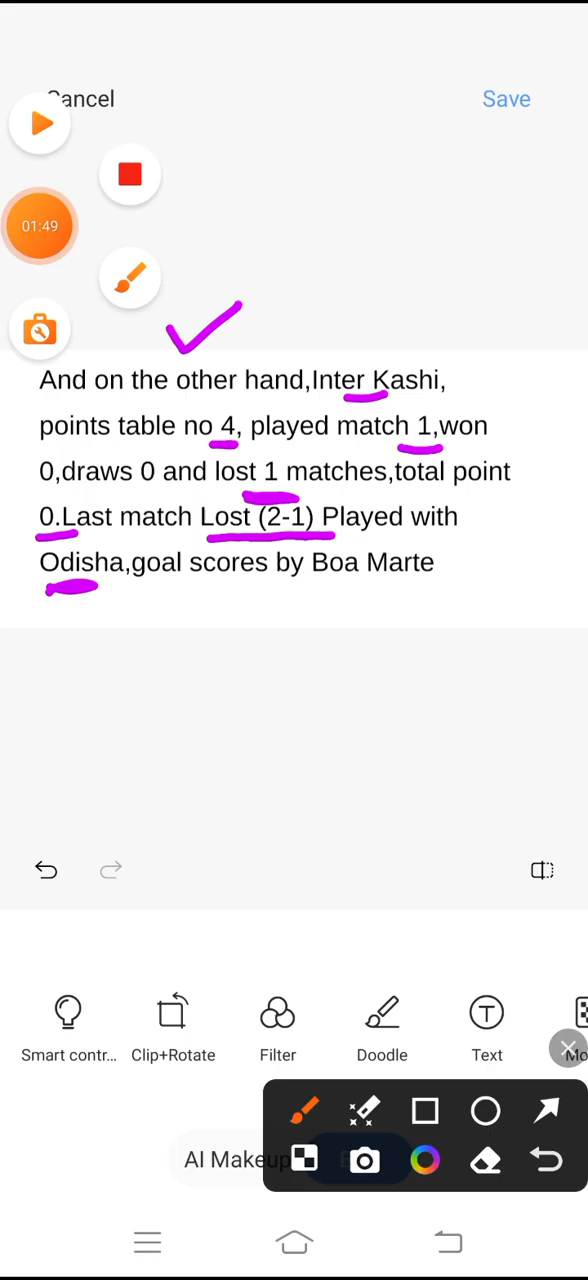 Cancel
Save
01:49
And on the other hand,Inter Kashi,
points table no 4, played match 1,won
0,draws 0 and lost 1 matches,total point
0.Last match Lost (2-1) Played with
Odisha,goal scores by Boa Marte
Smart contr...
Clip+Rotate
Filter
Doodle
Text
Mo
AI Makeup